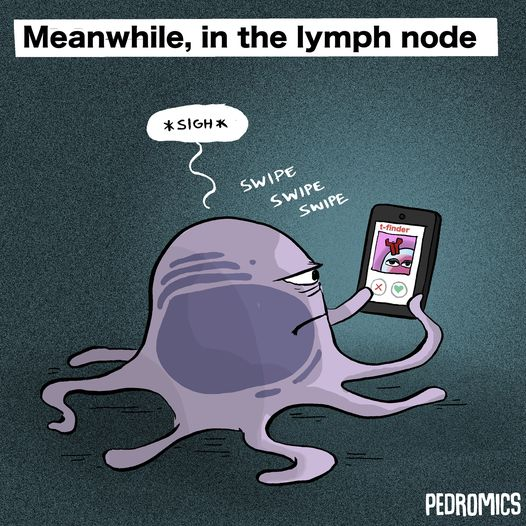 Meanwhile, in the lymph node
*SIGH*
SWIPE
SWIPE
SWIPE
t-finder
PEDROMICS